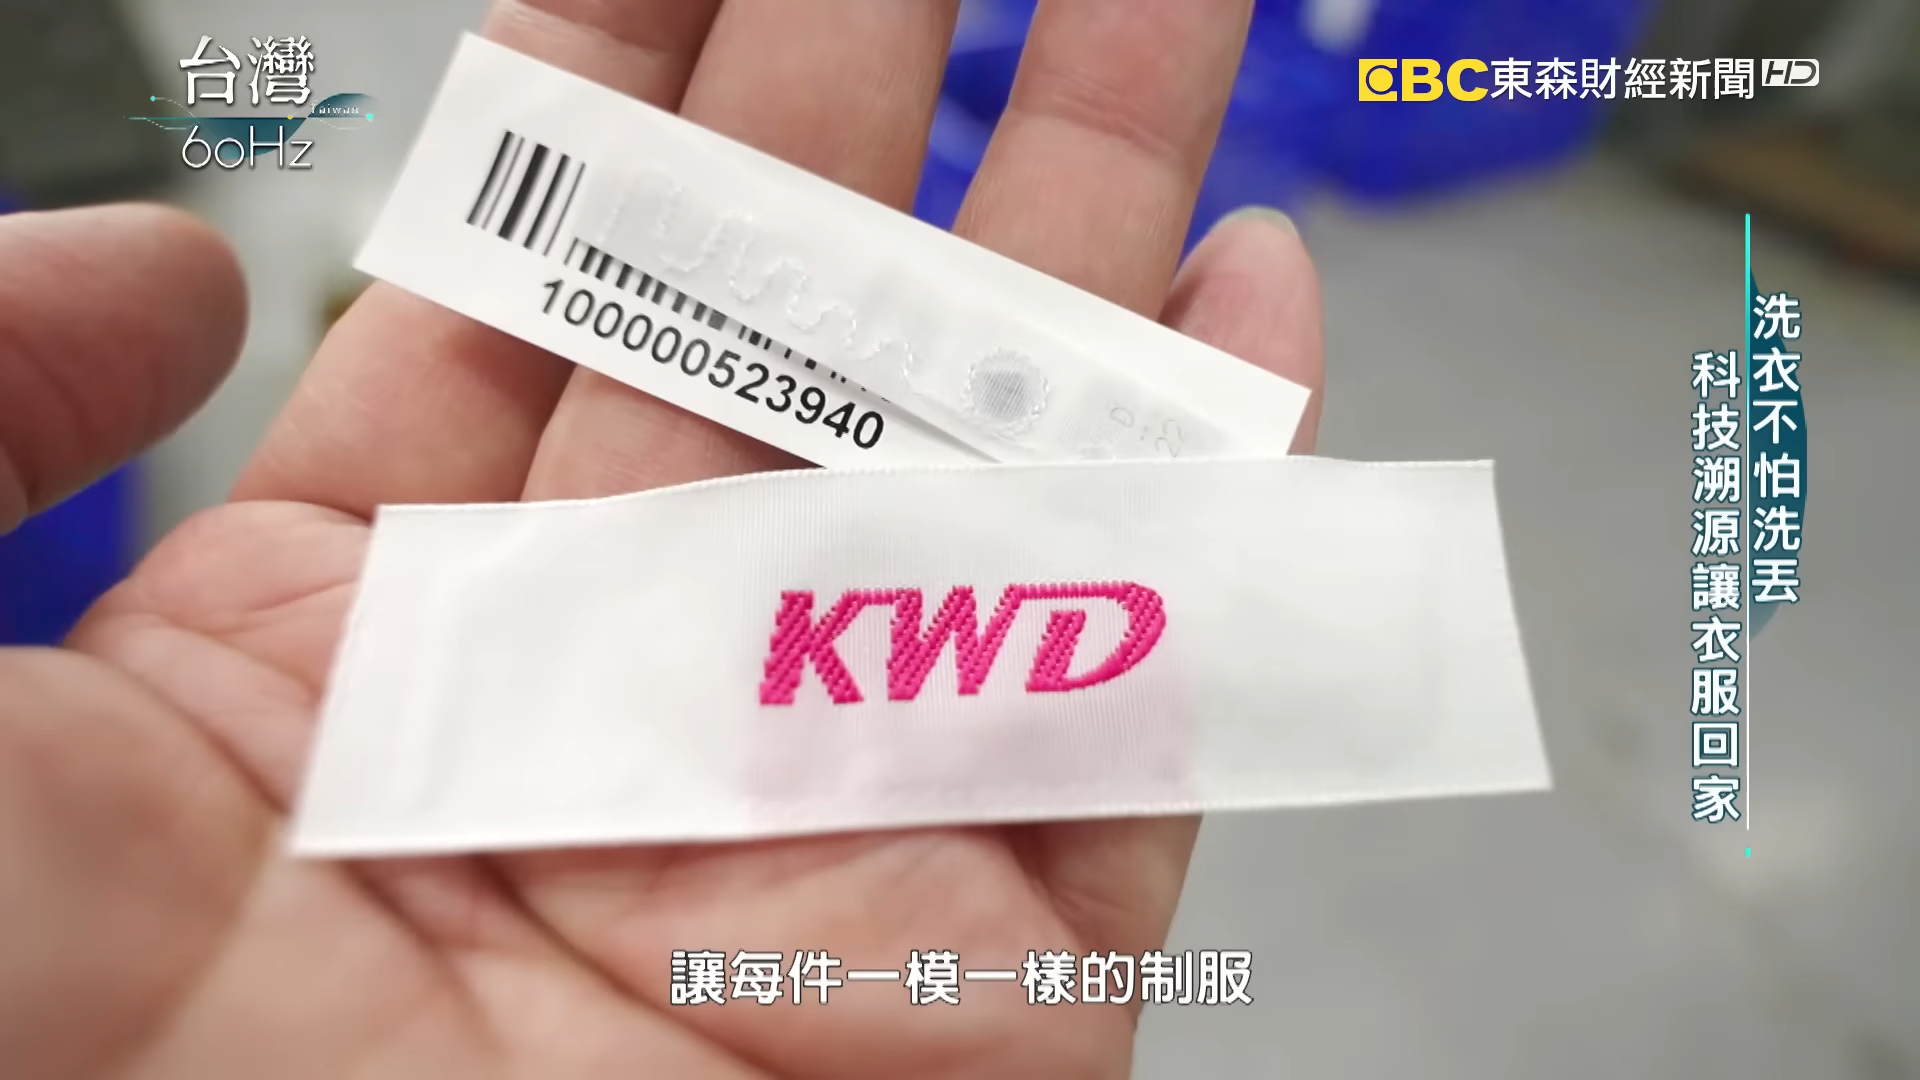 台灣
Taiwan
60Hz
EBC東森財經新聞HD
洗衣不怕洗丟
科技溯源讓衣服回家
10000523940
KWD
讓每件一模一樣的制服